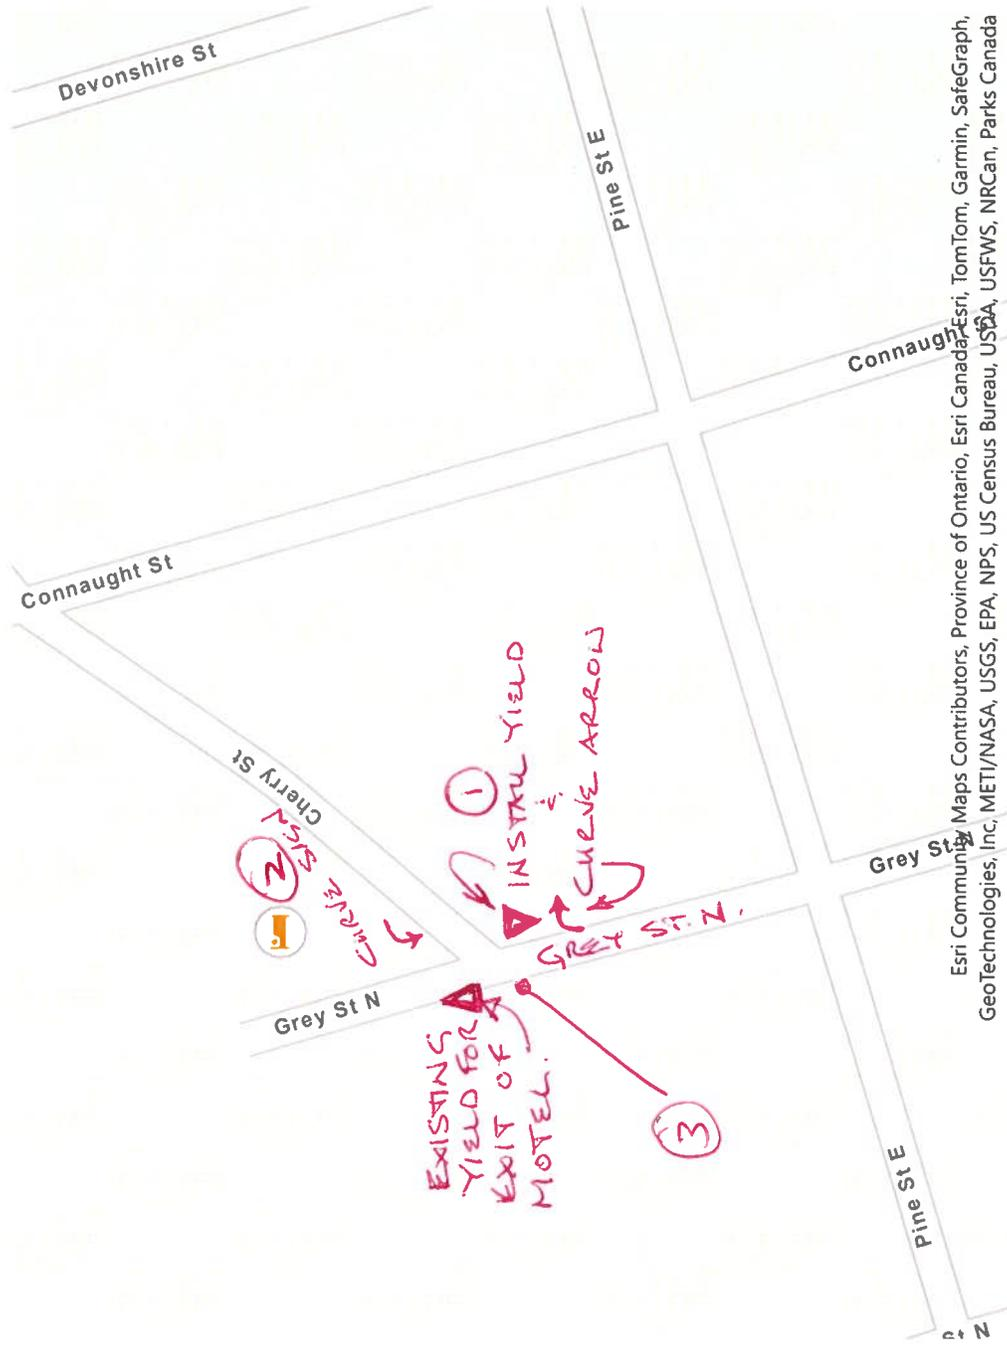 Devonshire St
Pine St E
Connaught St
Connaught St
Cherry St
2
CURVE SIGN
1
INSTALL YIELD
&
CURVE ARROW
GREY ST. N.
Grey St N
Grey St N
EXISTING
YIELD FOR
EXIT OF
MOTEL.
3
Pine St E
St N
Esri Community Maps Contributors, Province of Ontario, Esri Canada, Esri, TomTom, Garmin, SafeGraph,
GeoTechnologies, Inc, METI/NASA, USGS, EPA, NPS, US Census Bureau, USDA, USFWS, NRCan, Parks Canada